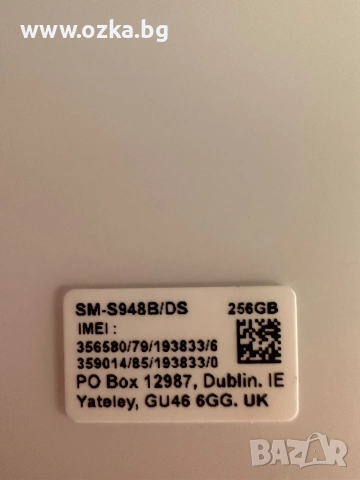 www.ozka.bg
SM-S948B/DS 256GB
IMEI :
356580/79/193833/6
359014/85/193833/0
PO Box 12987, Dublin. IE
Yateley, GU46 6GG. UK
bazar